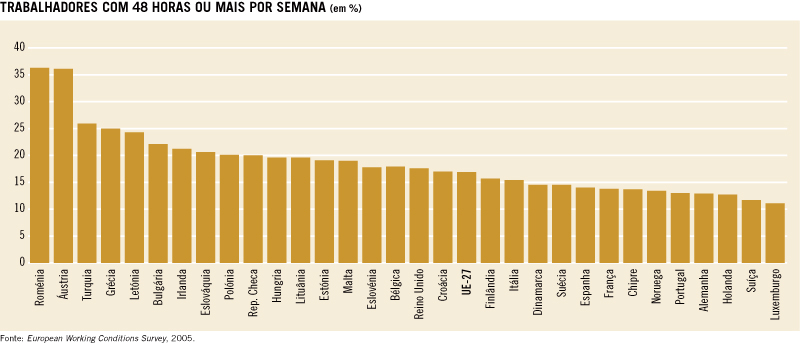 TRABALHADORES COM 48 HORAS OU MAIS POR SEMANA (em %)
40
35
30
25
20
15
10
5
0
Roménia
Áustria
Turquia
Grécia
Letónia
Bulgária
Irlanda
Eslováquia
Polónia
Rep. Checa
Hungria
Lituânia
Estónia
Malta
Eslovénia
Bélgica
Reino Unido
Croácia
UE-27
Finlândia
Itália
Dinamarca
Suécia
Espanha
França
Chipre
Noruega
Portugal
Alemanha
Holanda
Suíça
Luxemburgo
Fonte: European Working Conditions Survey, 2005.